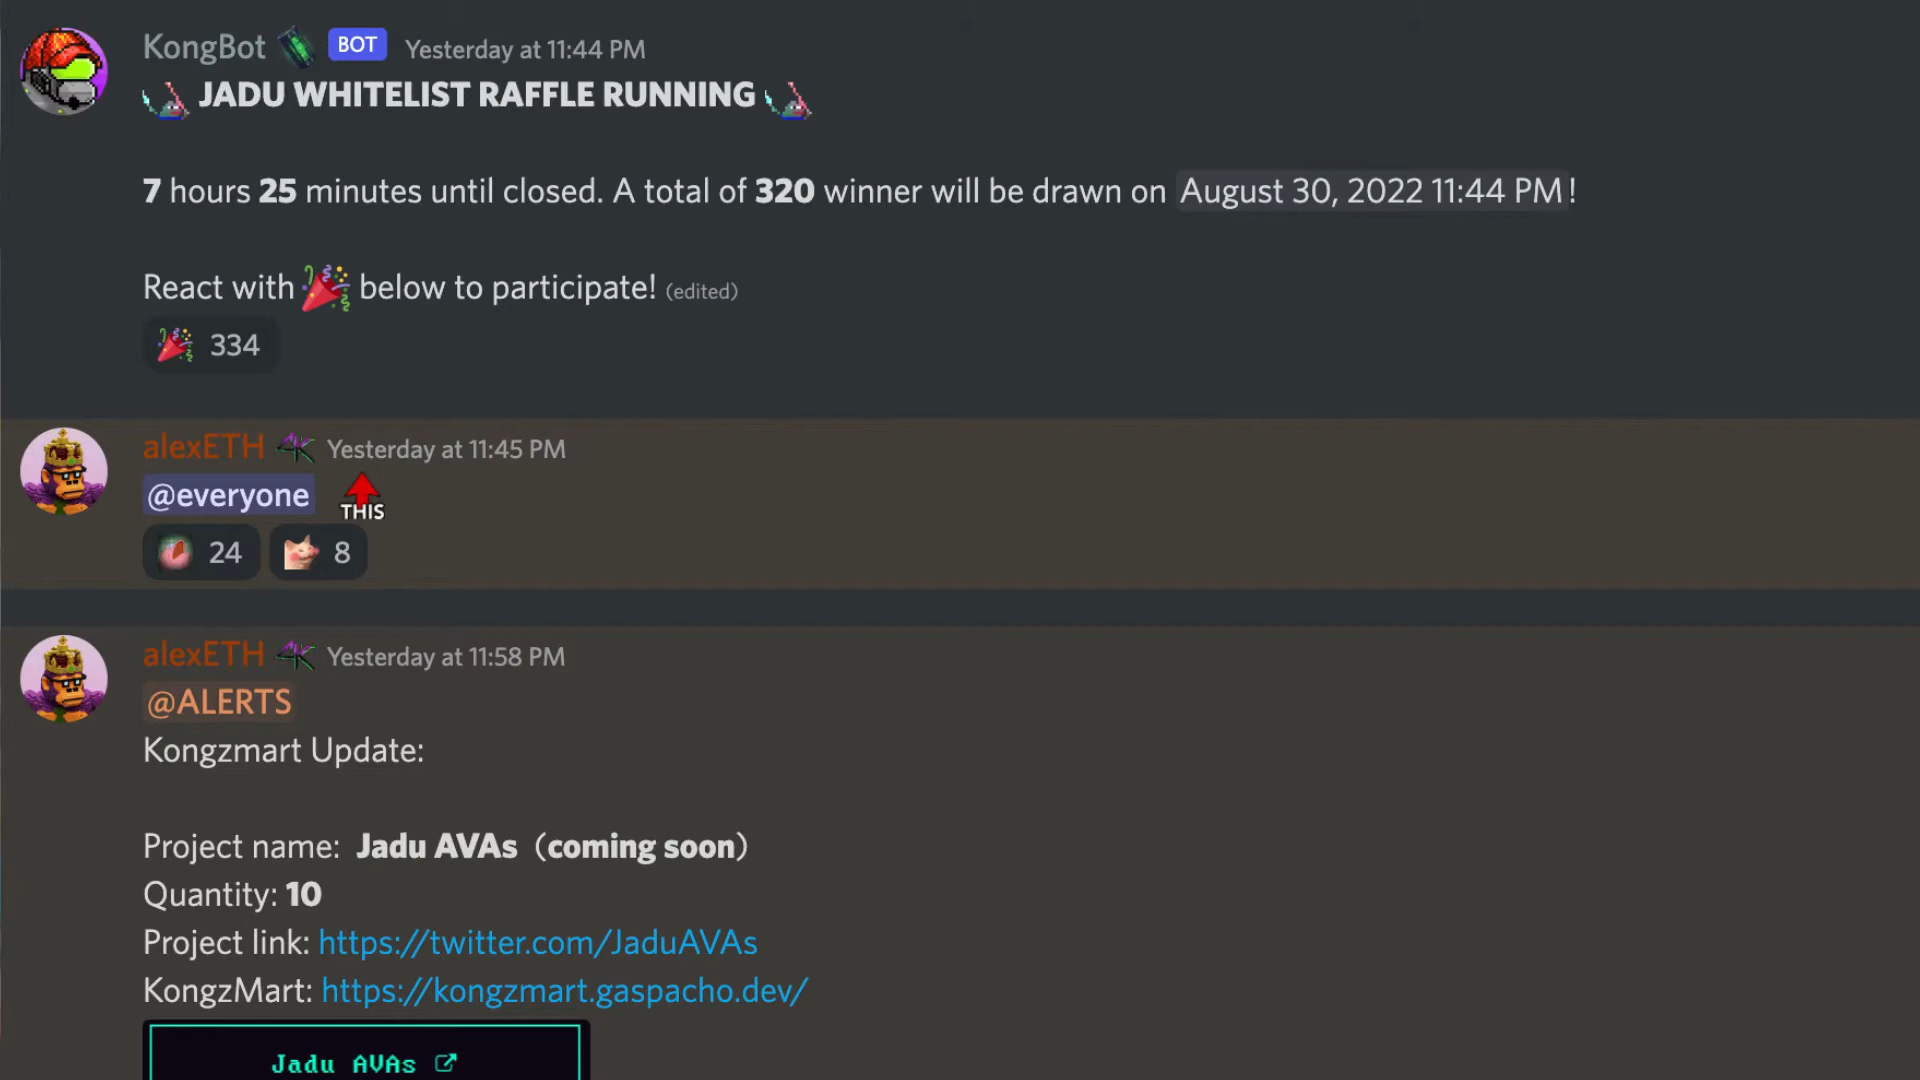 KongBot BOT Yesterday at 11:44 PM
JADU WHITELIST RAFFLE RUNNING
7 hours 25 minutes until closed. A total of 320 winner will be drawn on August 30, 2022 11:44 PM!
React with below to participate! (edited)
334
alexETH 4K Yesterday at 11:45 PM
@everyone THIS
24 8
alexETH 4K Yesterday at 11:58 PM
@ALERTS
Kongzmart Update:
Project name: Jadu AVAs (coming soon)
Quantity: 10
Project link: https://twitter.com/JaduAVAs
KongzMart: https://kongzmart.gaspacho.dev/
Jadu AVAs